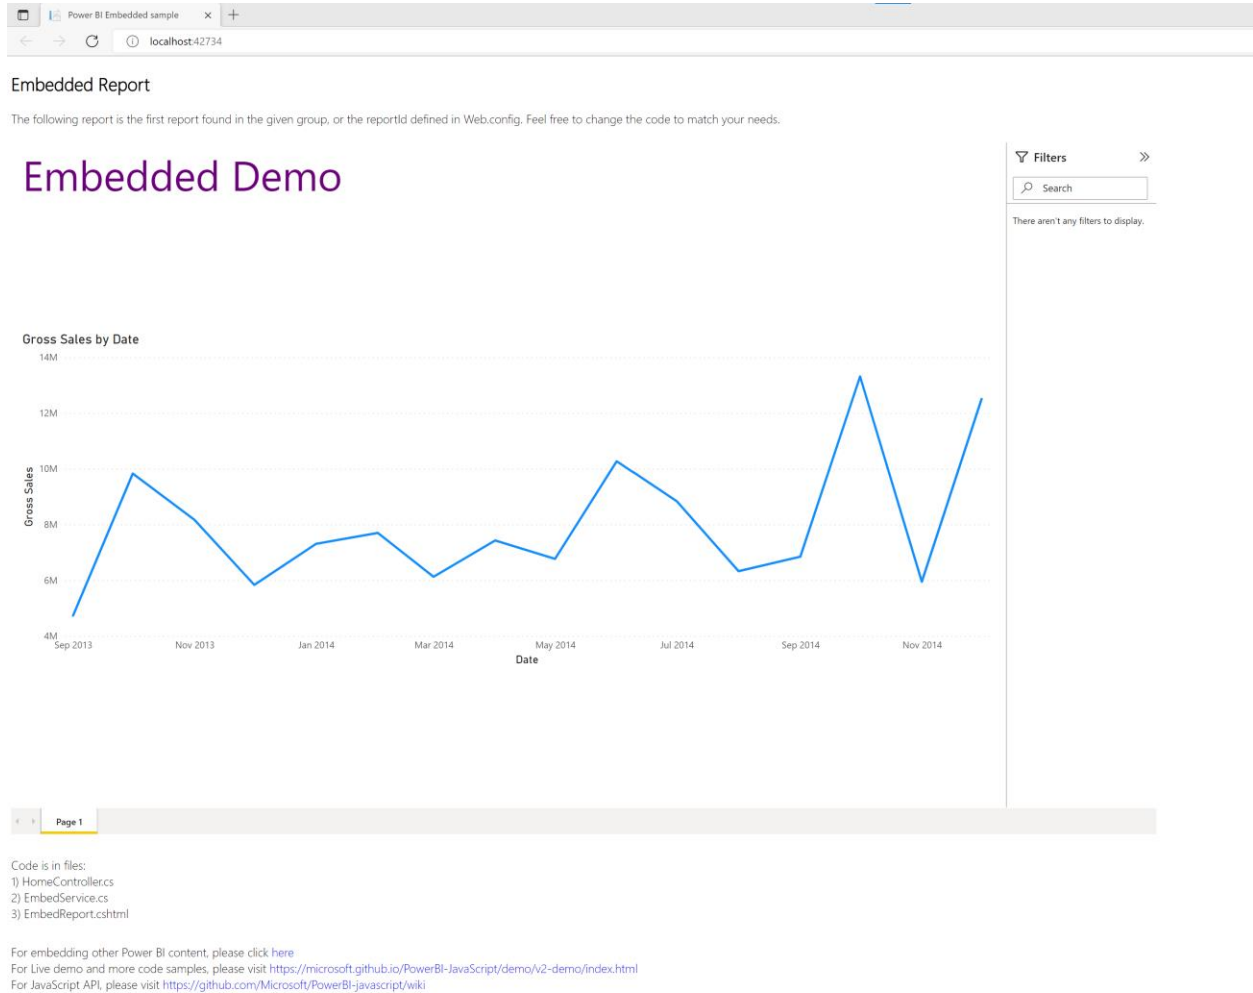 Power BI Embedded sample
localhost:42734
Embedded Report
The following report is the first report found in the given group, or the reportId defined in Web.config. Feel free to change the code to match your needs.
Embedded Demo
Filters
Search
There aren't any filters to display.
Gross Sales by Date
14M
12M
10M
8M
6M
4M
Gross Sales
Sep 2013 Nov 2013 Jan 2014 Mar 2014 May 2014 Jul 2014 Sep 2014 Nov 2014
Date
Page 1
Code is in files:
1) HomeController.cs
2) EmbedService.cs
3) EmbedReport.cshtml
For embedding other Power BI content, please click here
For Live demo and more code samples, please visit https://microsoft.github.io/PowerBI-JavaScript/demo/v2-demo/index.html
For JavaScript API, please visit https://github.com/Microsoft/PowerBI-javascript/wiki